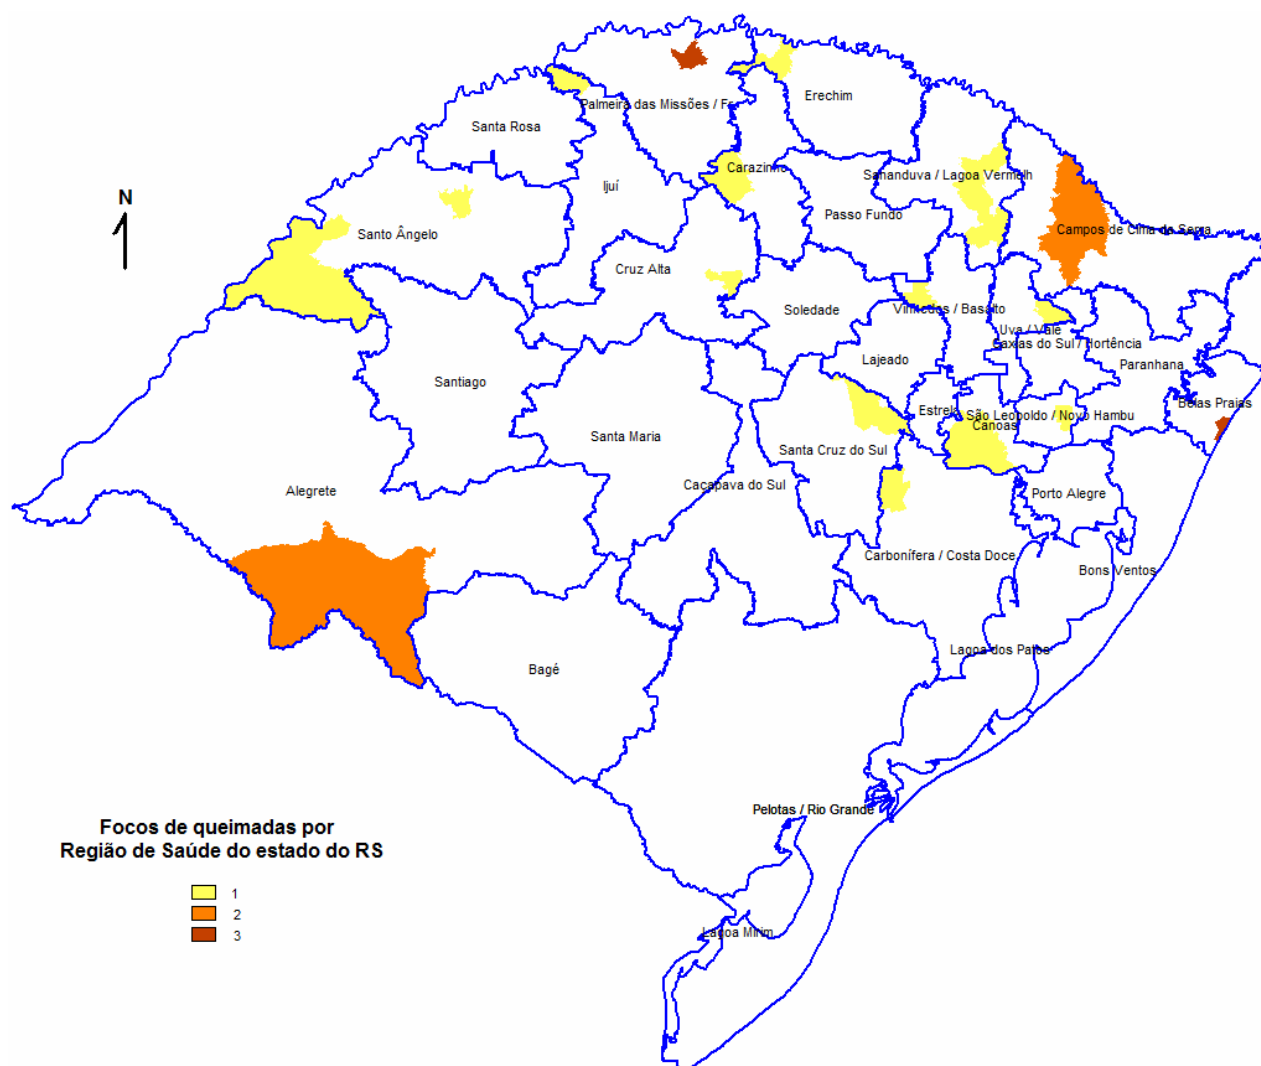 Erechim
Palmeira das Missões / Fr
Santa Rosa
Carazinho
Sananduva / Lagoa Vermelh
Ijuí
N
Passo Fundo
Campos de Cima da Serra
Santo Ângelo
Cruz Alta
Soledade
Vinhedos / Basalto
Uva / Vale
Caxias do Sul / Hortência
Lajeado
Paranhana
Santiago
Belas Praias
Estrela
São Leopoldo / Novo Hambu
Canoas
Santa Maria
Santa Cruz do Sul
Caçapava do Sul
Alegrete
Porto Alegre
Carbonífera / Costa Doce
Bons Ventos
Lagoa dos Patos
Bagé
Pelotas / Rio Grande
Focos de queimadas por
Região de Saúde do estado do RS
1
2
3
Lagoa Mirim